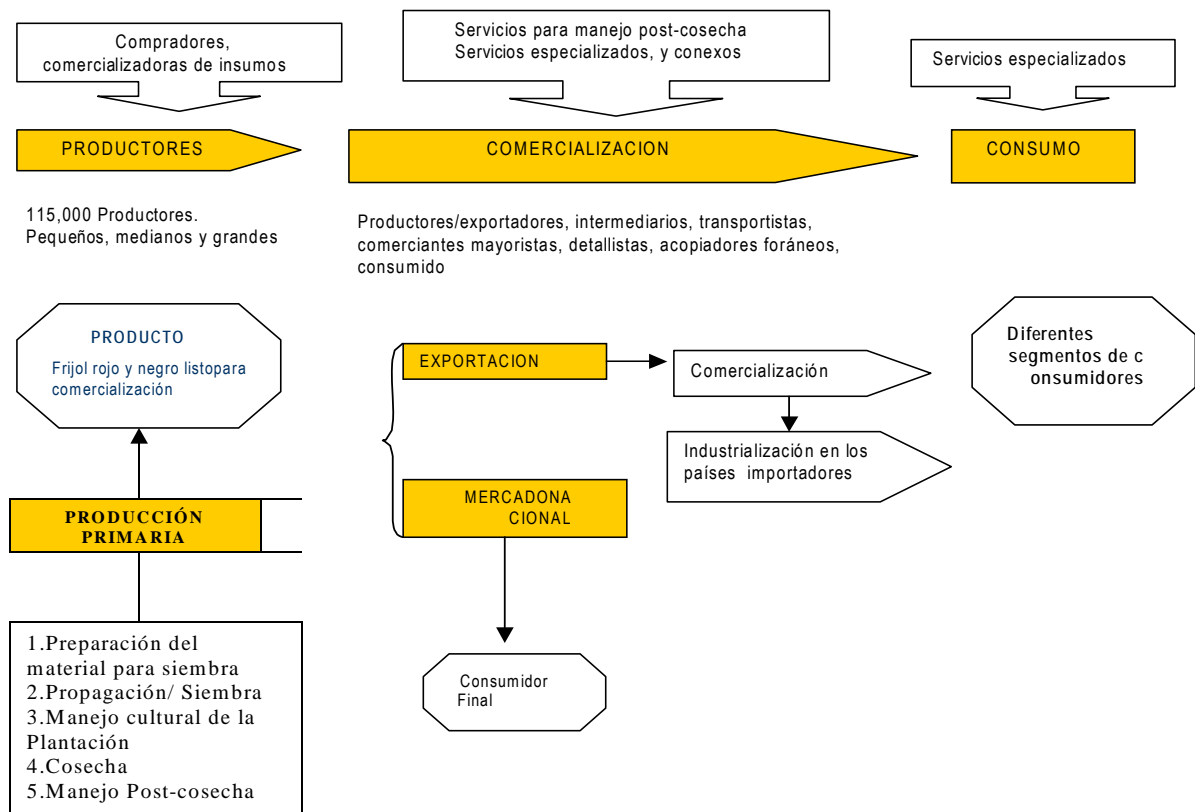 Compradores,
comercializadoras de insumos
Servicios para manejo post-cosecha
Servicios especializados, y conexos
Servicios especializados
PRODUCTORES
COMERCIALIZACION
CONSUMO
115,000 Productores.
Pequeños, medianos y grandes
Productores/exportadores, intermediarios, transportistas,
comerciantes mayoristas, detallistas, acopiadores foráneos,
consumido
PRODUCTO
Frijol rojo y negro listopara
comercialización
EXPORTACION
Comercialización
Diferentes
segmentos de c
onsumidores
Industrialización en los
países importadores
MERCADONA
CIONAL
PRODUCCIÓN
PRIMARIA
Consumidor
Final
1.Preparación del
material para siembra
2.Propagación/ Siembra
3.Manejo cultural de la
Plantación
4.Cosecha
5.Manejo Post-cosecha